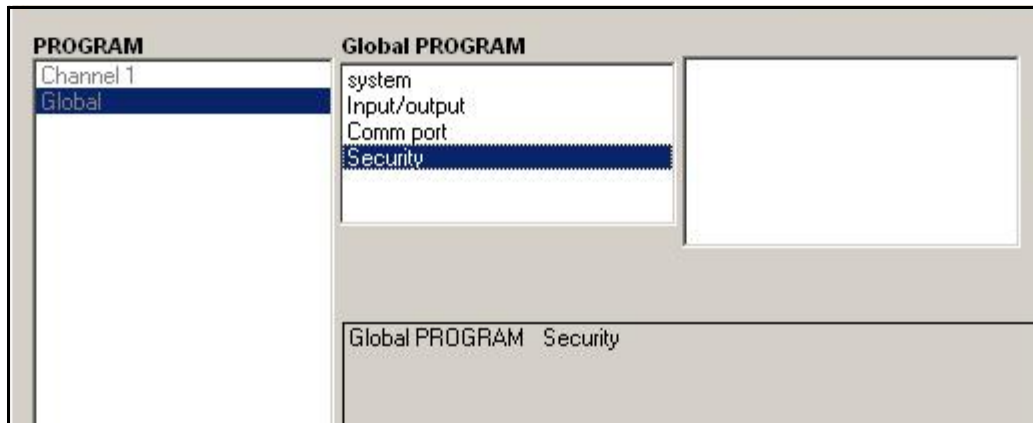 PROGRAM
Channel 1
Global
Global PROGRAM
system
Input/output
Comm port
Security
Global PROGRAM Security